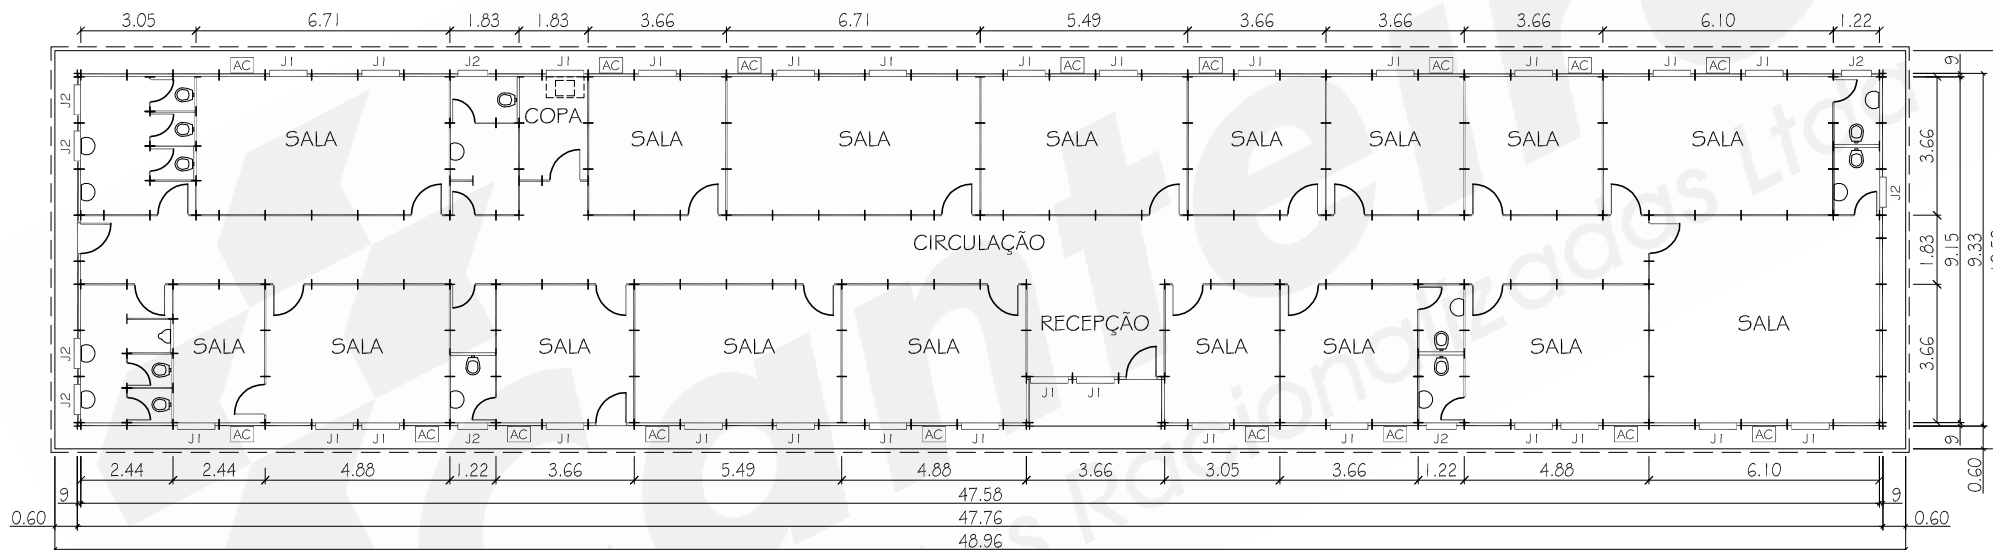 3.05 6.71 1.83 1.83 3.66 6.71 5.49 3.66 3.66 3.66 6.10 1.22
AC J1 J1 J2 J1 AC J1 AC J1 J1 J1 AC J1 AC J1 J1 AC J1 AC J1 AC J1 J2
9
J2
COPA
J2 SALA SALA SALA SALA SALA SALA SALA SALA 3.66
J2
CIRCULAÇÃO 1.83 9.15 9.33
RECEPÇÃO SALA
J2 SALA SALA SALA SALA SALA SALA SALA SALA 3.66
J2 J1 J1
J1 AC J1 J1 AC J2 AC J1 AC J1 J1 J1 AC J1 J1 AC J1 AC J2 J1 J1 AC J1 AC J1
9
2.44 2.44 4.88 1.22 3.66 5.49 4.88 3.66 3.05 3.66 1.22 4.88 6.10
0.60
9 47.58 9
0.60 47.76 0.60
48.96
ranteiro
s Racionalizadas Ltda